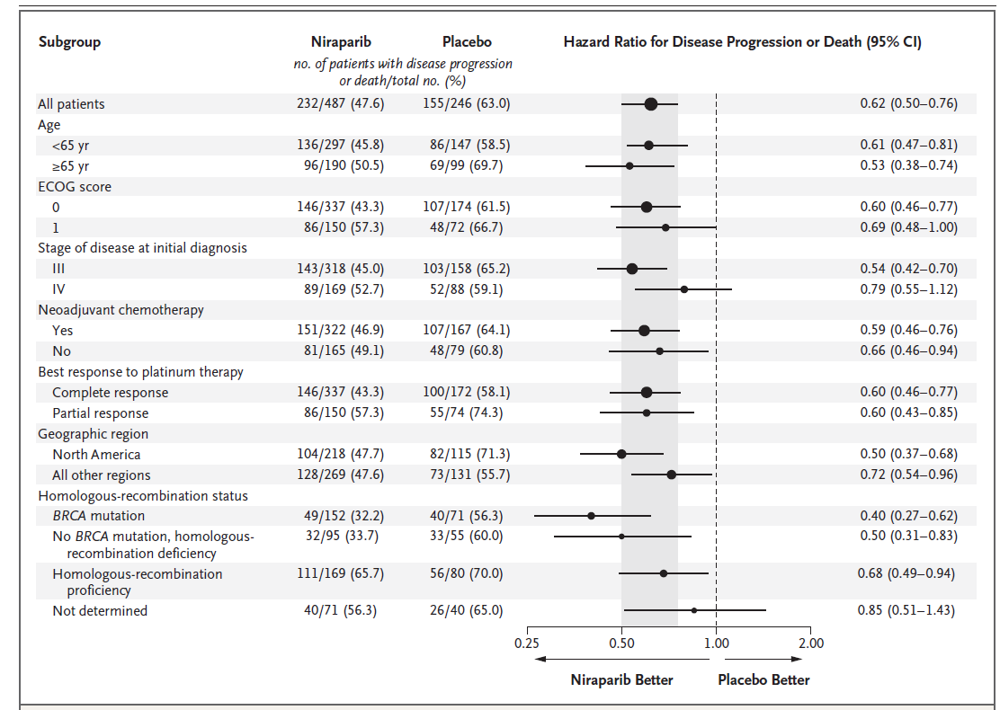 Subgroup Niraparib Placebo Hazard Ratio for Disease Progression or Death (95% CI)
no. of patients with disease progression
or death/total no. (%)
All patients 232/487 (47.6) 155/246 (63.0) 0.62 (0.50–0.76)
Age
<65 yr 136/297 (45.8) 86/147 (58.5) 0.61 (0.47–0.81)
≥65 yr 96/190 (50.5) 69/99 (69.7) 0.53 (0.38–0.74)
ECOG score
0 146/337 (43.3) 107/174 (61.5) 0.60 (0.46–0.77)
1 86/150 (57.3) 48/72 (66.7) 0.69 (0.48–1.00)
Stage of disease at initial diagnosis
III 143/318 (45.0) 103/158 (65.2) 0.54 (0.42–0.70)
IV 89/169 (52.7) 52/88 (59.1) 0.79 (0.55–1.12)
Neoadjuvant chemotherapy
Yes 151/322 (46.9) 107/167 (64.1) 0.59 (0.46–0.76)
No 81/165 (49.1) 48/79 (60.8) 0.66 (0.46–0.94)
Best response to platinum therapy
Complete response 146/337 (43.3) 100/172 (58.1) 0.60 (0.46–0.77)
Partial response 86/150 (57.3) 55/74 (74.3) 0.60 (0.43–0.85)
Geographic region
North America 104/218 (47.7) 82/115 (71.3) 0.50 (0.37–0.68)
All other regions 128/269 (47.6) 73/131 (55.7) 0.72 (0.54–0.96)
Homologous-recombination status
BRCA mutation 49/152 (32.2) 40/71 (56.3) 0.40 (0.27–0.62)
No BRCA mutation, homologous- 32/95 (33.7) 33/55 (60.0) 0.50 (0.31–0.83)
recombination deficiency
Homologous-recombination 111/169 (65.7) 56/80 (70.0) 0.68 (0.49–0.94)
proficiency
Not determined 40/71 (56.3) 26/40 (65.0) 0.85 (0.51–1.43)
0.25 0.50 1.00 2.00
Niraparib Better Placebo Better